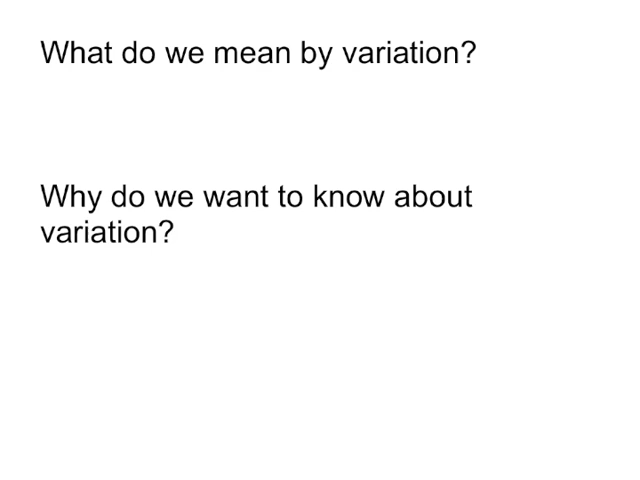 What do we mean by variation?
Why do we want to know about
variation?